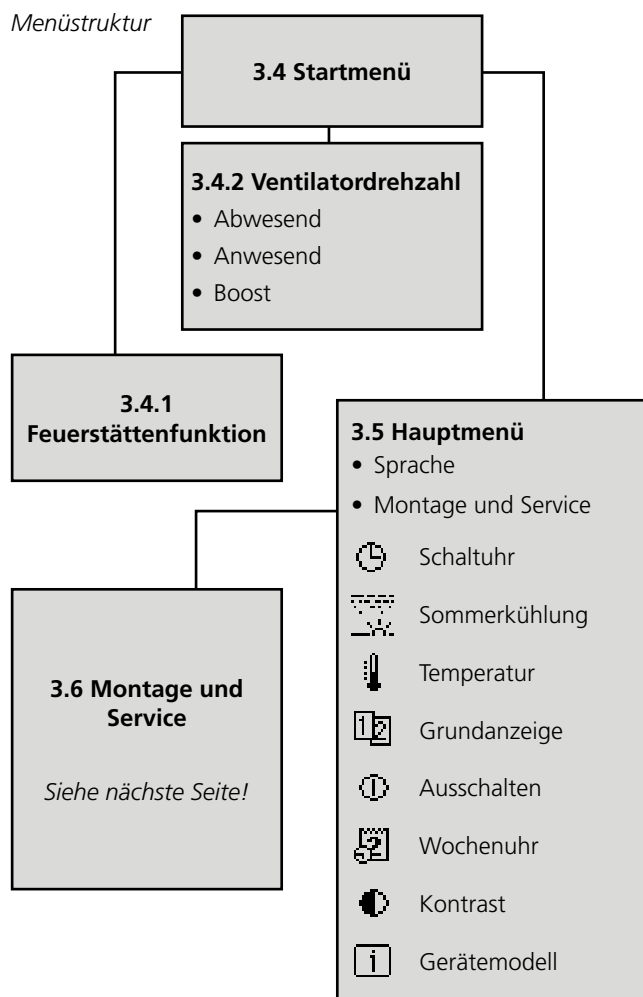 Menüstruktur
3.4 Startmenü
3.4.2 Ventilatordrehzahl
• Abwesend
• Anwesend
• Boost
3.4.1
Feuerstättenfunktion
3.5 Hauptmenü
• Sprache
• Montage und Service
Schaltuhr
Sommerkühlung
Temperatur
12 Grundanzeige
Ausschalten
2 Wochenuhr
Kontrast
i Gerätemodell
3.6 Montage und
Service
Siehe nächste Seite!